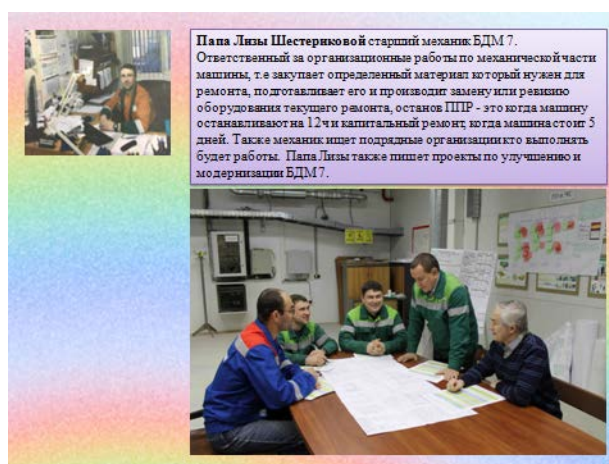 Папа Лизы Шестериковой старший механик БДМ 7.
Ответственный за организационные работы по механической части
машины, т.е закупает определенный материал который нужен для
ремонта, подготавливает его и производит замену или ревизию
оборудования текущего ремонта, останов ППР - это когда машину
останавливают на 12ч и капитальный ремонт, когда машина стоит 5
дней. Также механик ищет подрядные организации кто выполнять
будет работы. Папа Лизы также пишет проекты по улучшению и
модернизации БДМ 7.